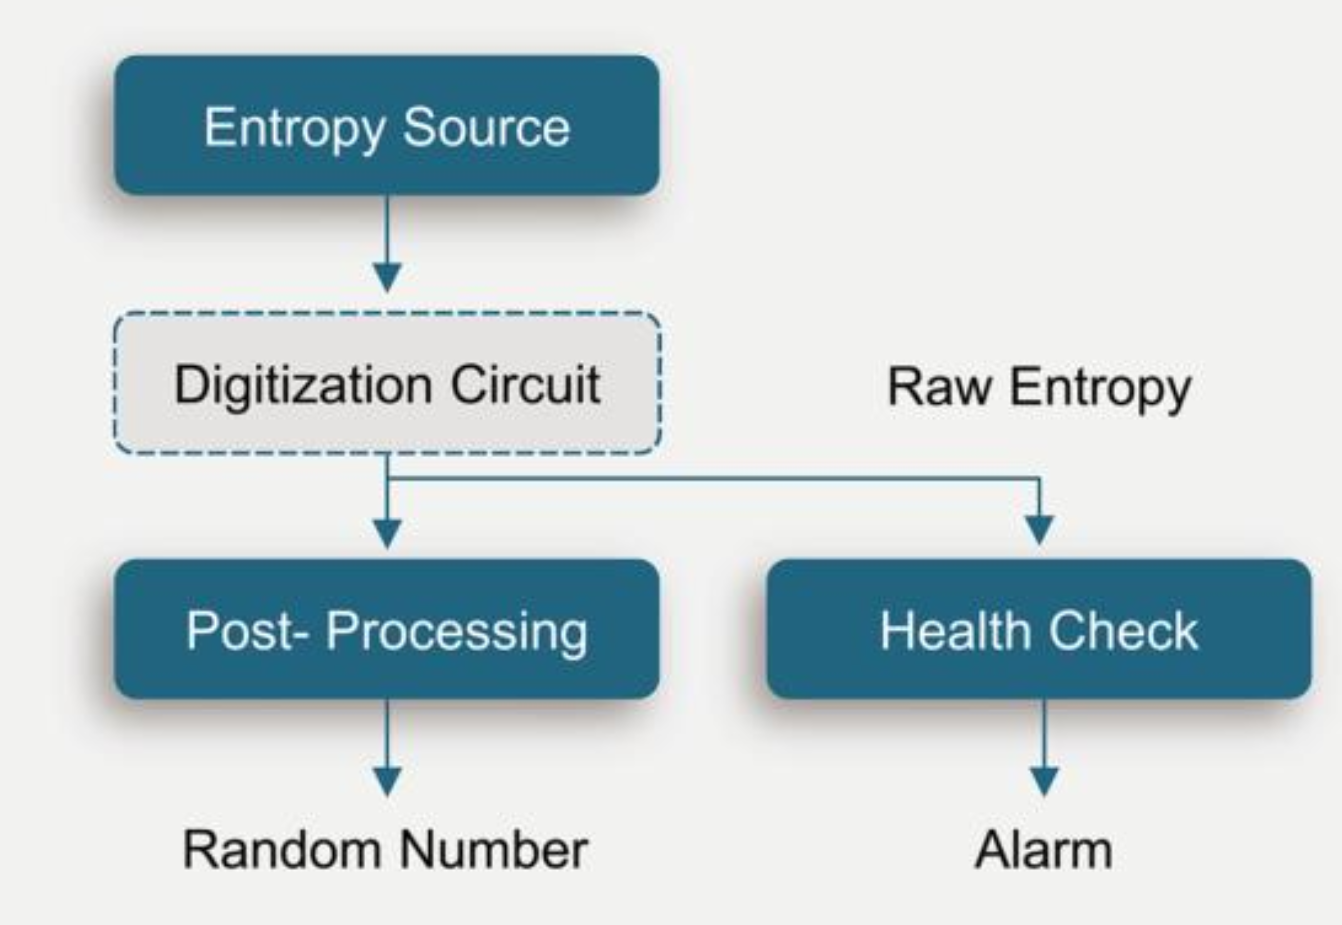 Entropy Source
Digitization Circuit
Raw Entropy
Post- Processing
Health Check
Random Number
Alarm